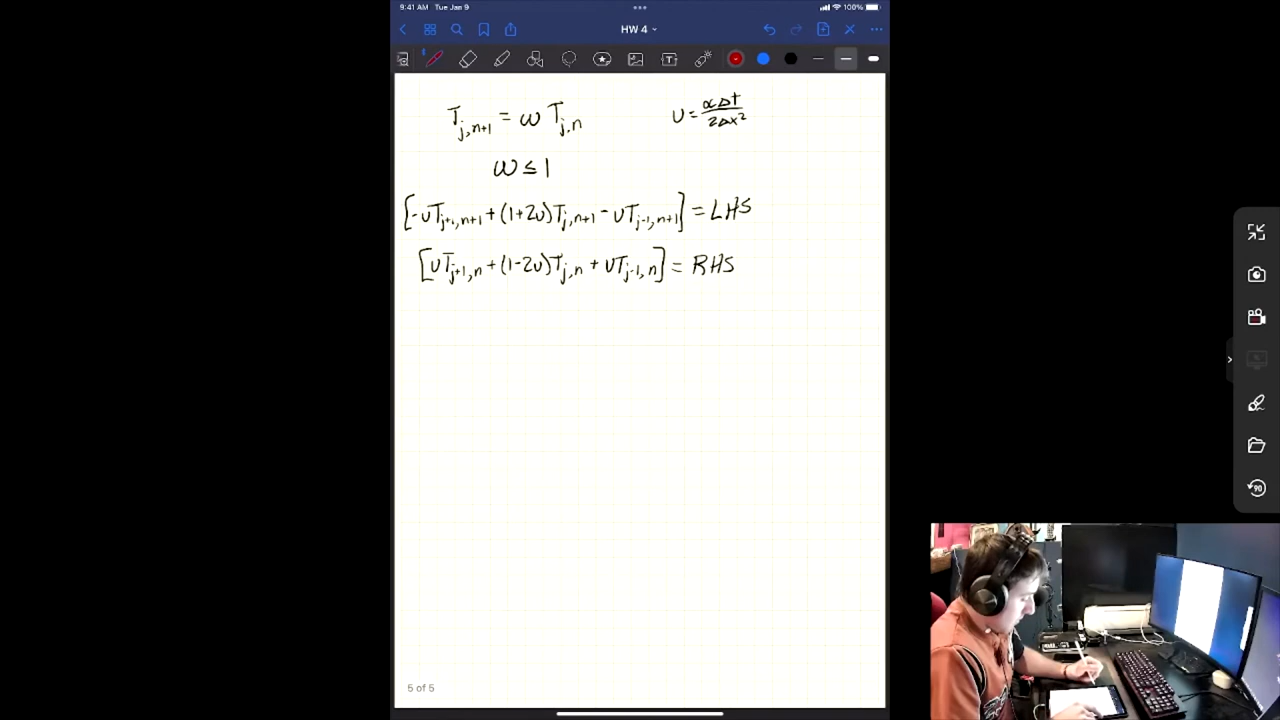 9:41 AM Tue Jan 9
100%
HW 4
T
T_{j,n+1} = ω T_{j,n}
υ = αΔt / 2Δx²
ω ≤ 1
[-υT_{j+1,n+1} + (1+2υ)T_{j,n+1} - υT_{j-1,n+1}] = LHS
[υT_{j+1,n} + (1-2υ)T_{j,n} + υT_{j-1,n}] = RHS
5 of 5
90